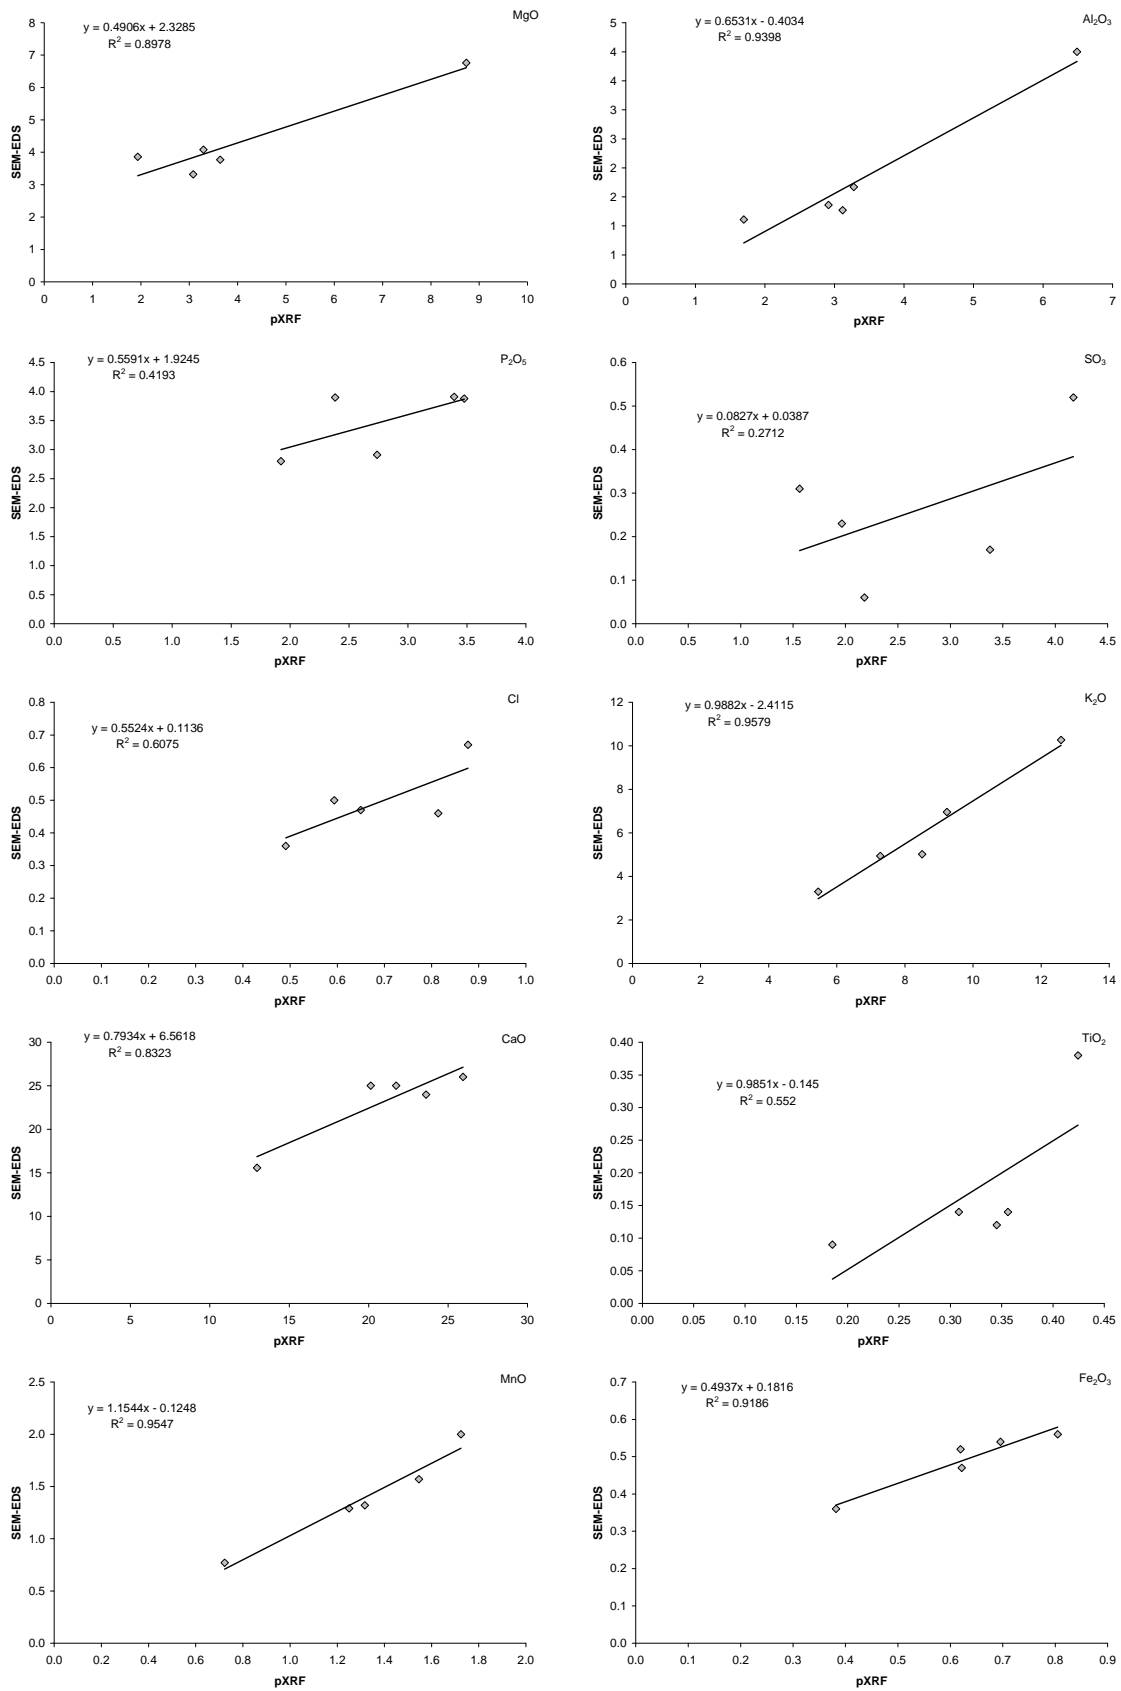 MgO
y = 0.4906x + 2.3285
R² = 0.8978
8
7
6
5
4
3
2
1
0
SEM-EDS
0 1 2 3 4 5 6 7 8 9 10
pXRF
Al₂O₃
y = 0.6531x - 0.4034
R² = 0.9398
5
4
4
3
3
2
2
1
1
0
SEM-EDS
0 1 2 3 4 5 6 7
pXRF
P₂O₅
y = 0.5591x + 1.9245
R² = 0.4193
4.5
4.0
3.5
3.0
2.5
2.0
1.5
1.0
0.5
0.0
SEM-EDS
0.0 0.5 1.0 1.5 2.0 2.5 3.0 3.5 4.0
pXRF
SO₃
y = 0.0827x + 0.0387
R² = 0.2712
0.6
0.5
0.4
0.3
0.2
0.1
0.0
SEM-EDS
0.0 0.5 1.0 1.5 2.0 2.5 3.0 3.5 4.0 4.5
pXRF
Cl
y = 0.5524x + 0.1136
R² = 0.6075
0.8
0.7
0.6
0.5
0.4
0.3
0.2
0.1
0.0
SEM-EDS
0.0 0.1 0.2 0.3 0.4 0.5 0.6 0.7 0.8 0.9 1.0
pXRF
K₂O
y = 0.9882x - 2.4115
R² = 0.9579
12
10
8
6
4
2
0
SEM-EDS
0 2 4 6 8 10 12 14
pXRF
CaO
y = 0.7934x + 6.5618
R² = 0.8323
30
25
20
15
10
5
0
SEM-EDS
0 5 10 15 20 25 30
pXRF
TiO₂
y = 0.9851x - 0.145
R² = 0.552
0.40
0.35
0.30
0.25
0.20
0.15
0.10
0.05
0.00
SEM-EDS
0.00 0.05 0.10 0.15 0.20 0.25 0.30 0.35 0.40 0.45
pXRF
MnO
y = 1.1544x - 0.1248
R² = 0.9547
2.5
2.0
1.5
1.0
0.5
0.0
SEM-EDS
0.0 0.2 0.4 0.6 0.8 1.0 1.2 1.4 1.6 1.8 2.0
pXRF
Fe₂O₃
y = 0.4937x + 0.1816
R² = 0.9186
0.7
0.6
0.5
0.4
0.3
0.2
0.1
0.0
SEM-EDS
0.0 0.1 0.2 0.3 0.4 0.5 0.6 0.7 0.8 0.9
pXRF